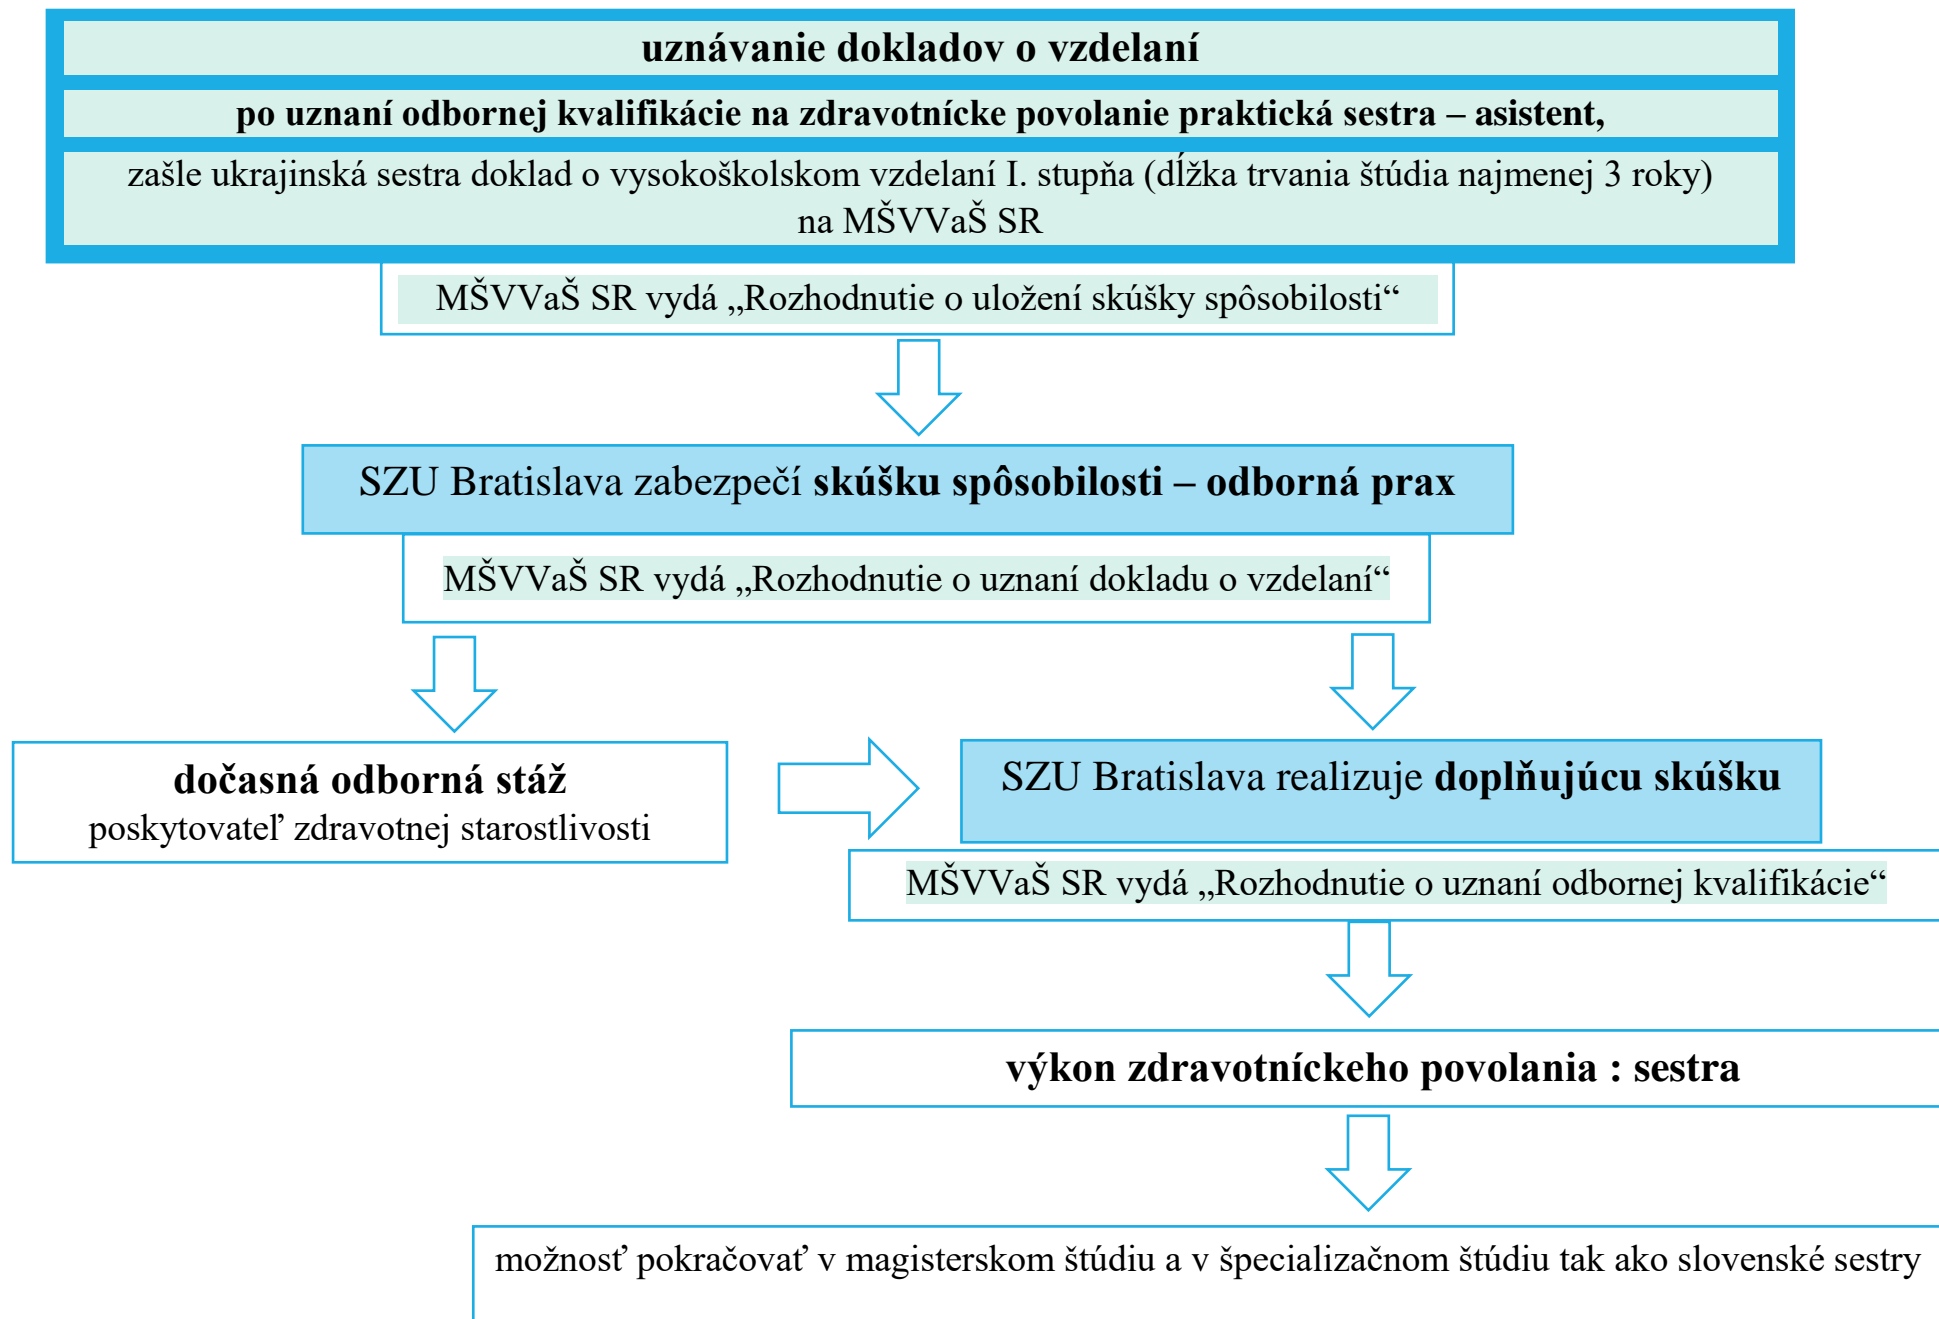 uznávanie dokladov o vzdelaní
po uznaní odbornej kvalifikácie na zdravotnícke povolanie praktická sestra – asistent,
zašle ukrajinská sestra doklad o vysokoškolskom vzdelaní I. stupňa (dĺžka trvania štúdia najmenej 3 roky)
na MŠVVaŠ SR
MŠVVaŠ SR vydá „Rozhodnutie o uložení skúšky spôsobilosti“
SZU Bratislava zabezpečí skúšku spôsobilosti – odborná prax
MŠVVaŠ SR vydá „Rozhodnutie o uznaní dokladu o vzdelaní“
dočasná odborná stáž
poskytovateľ zdravotnej starostlivosti
SZU Bratislava realizuje doplňujúcu skúšku
MŠVVaŠ SR vydá „Rozhodnutie o uznaní odbornej kvalifikácie“
výkon zdravotníckeho povolania : sestra
možnosť pokračovať v magisterskom štúdiu a v špecializačnom štúdiu tak ako slovenské sestry